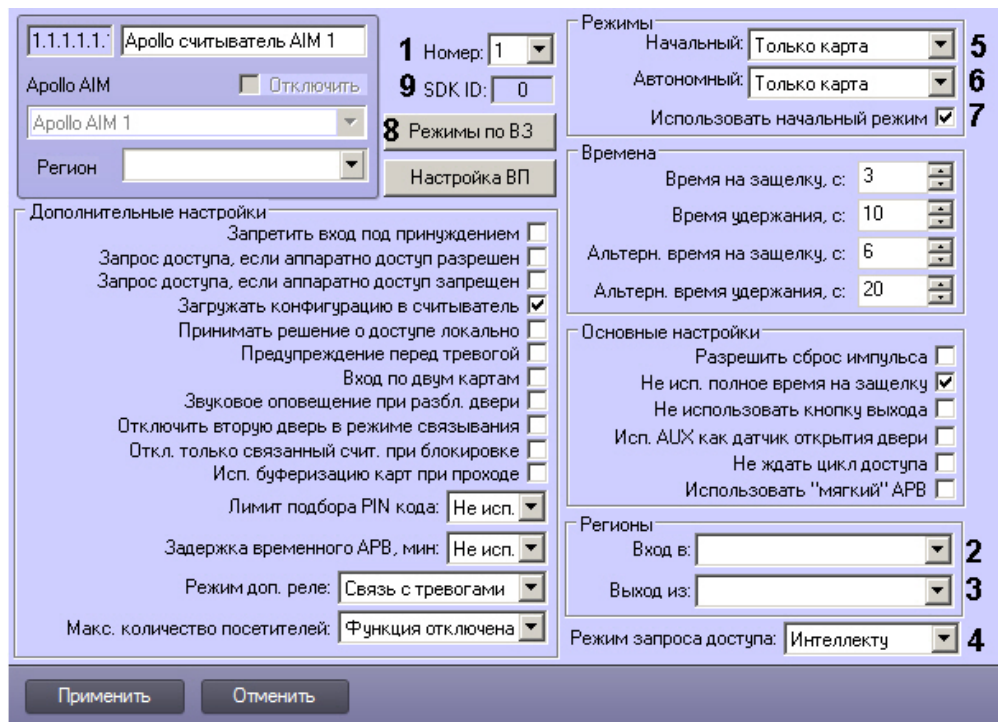 1.1.1.1.1 Apollo считыватель AIM 1
Apollo AIM Отключить
Apollo AIM 1
Регион
1 Номер: 1
9 SDK ID: 0
8 Режимы по ВЗ
Настройка ВП
Дополнительные настройки
Запретить вход под принуждением
Запрос доступа, если аппаратно доступ разрешен
Запрос доступа, если аппаратно доступ запрещен
Загружать конфигурацию в считыватель
Принимать решение о доступе локально
Предупреждение перед тревогой
Вход по двум картам
Звуковое оповещение при разбл. двери
Отключить вторую дверь в режиме связывания
Откл. только связанный счит. при блокировке
Исп. буферизацию карт при проходе
Лимит подбора PIN кода: Не исп.
Задержка временного APB, мин: Не исп.
Режим доп. реле: Связь с тревогами
Макс. количество посетителей: Функция отключена
Режимы
Начальный: Только карта 5
Автономный: Только карта 6
Использовать начальный режим 7
Времена
Время на защелку, с: 3
Время удержания, с: 10
Альтерн. время на защелку, с: 6
Альтерн. время удержания, с: 20
Основные настройки
Разрешить сброс импульса
Не исп. полное время на защелку
Не использовать кнопку выхода
Исп. AUX как датчик открытия двери
Не ждать цикл доступа
Использовать "мягкий" APB
Регионы
Вход в: 2
Выход из: 3
Режим запроса доступа: Интеллекту 4
Применить Отменить